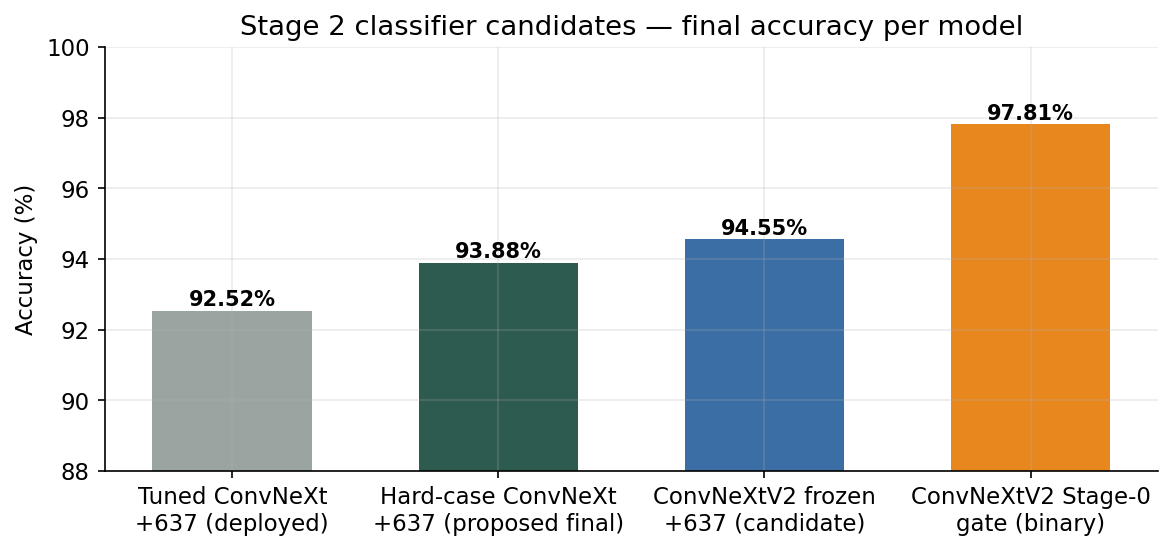 Stage 2 classifier candidates — final accuracy per model
Accuracy (%)
100
98
96
94
92
90
88
92.52%
93.88%
94.55%
97.81%
Tuned ConvNeXt
+637 (deployed)
Hard-case ConvNeXt
+637 (proposed final)
ConvNeXtV2 frozen
+637 (candidate)
ConvNeXtV2 Stage-0
gate (binary)